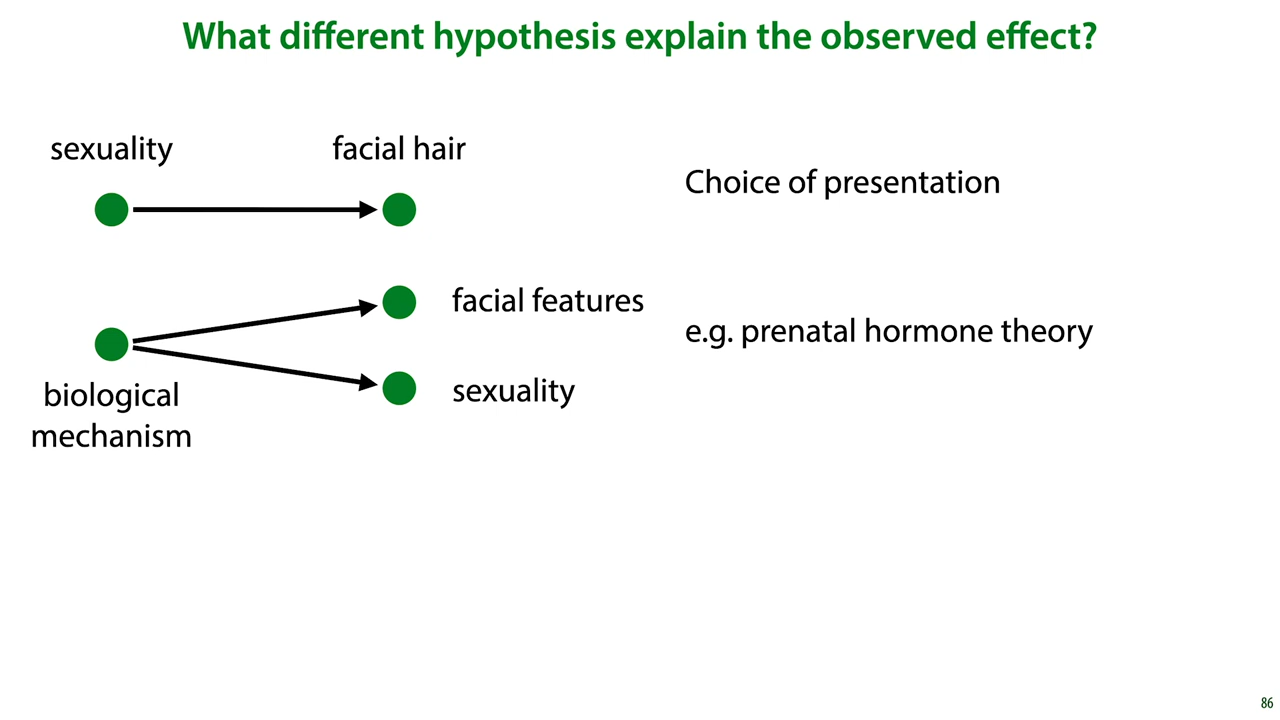 What different hypothesis explain the observed effect?
sexuality
facial hair
Choice of presentation
facial features
e.g. prenatal hormone theory
biological
mechanism
sexuality
86